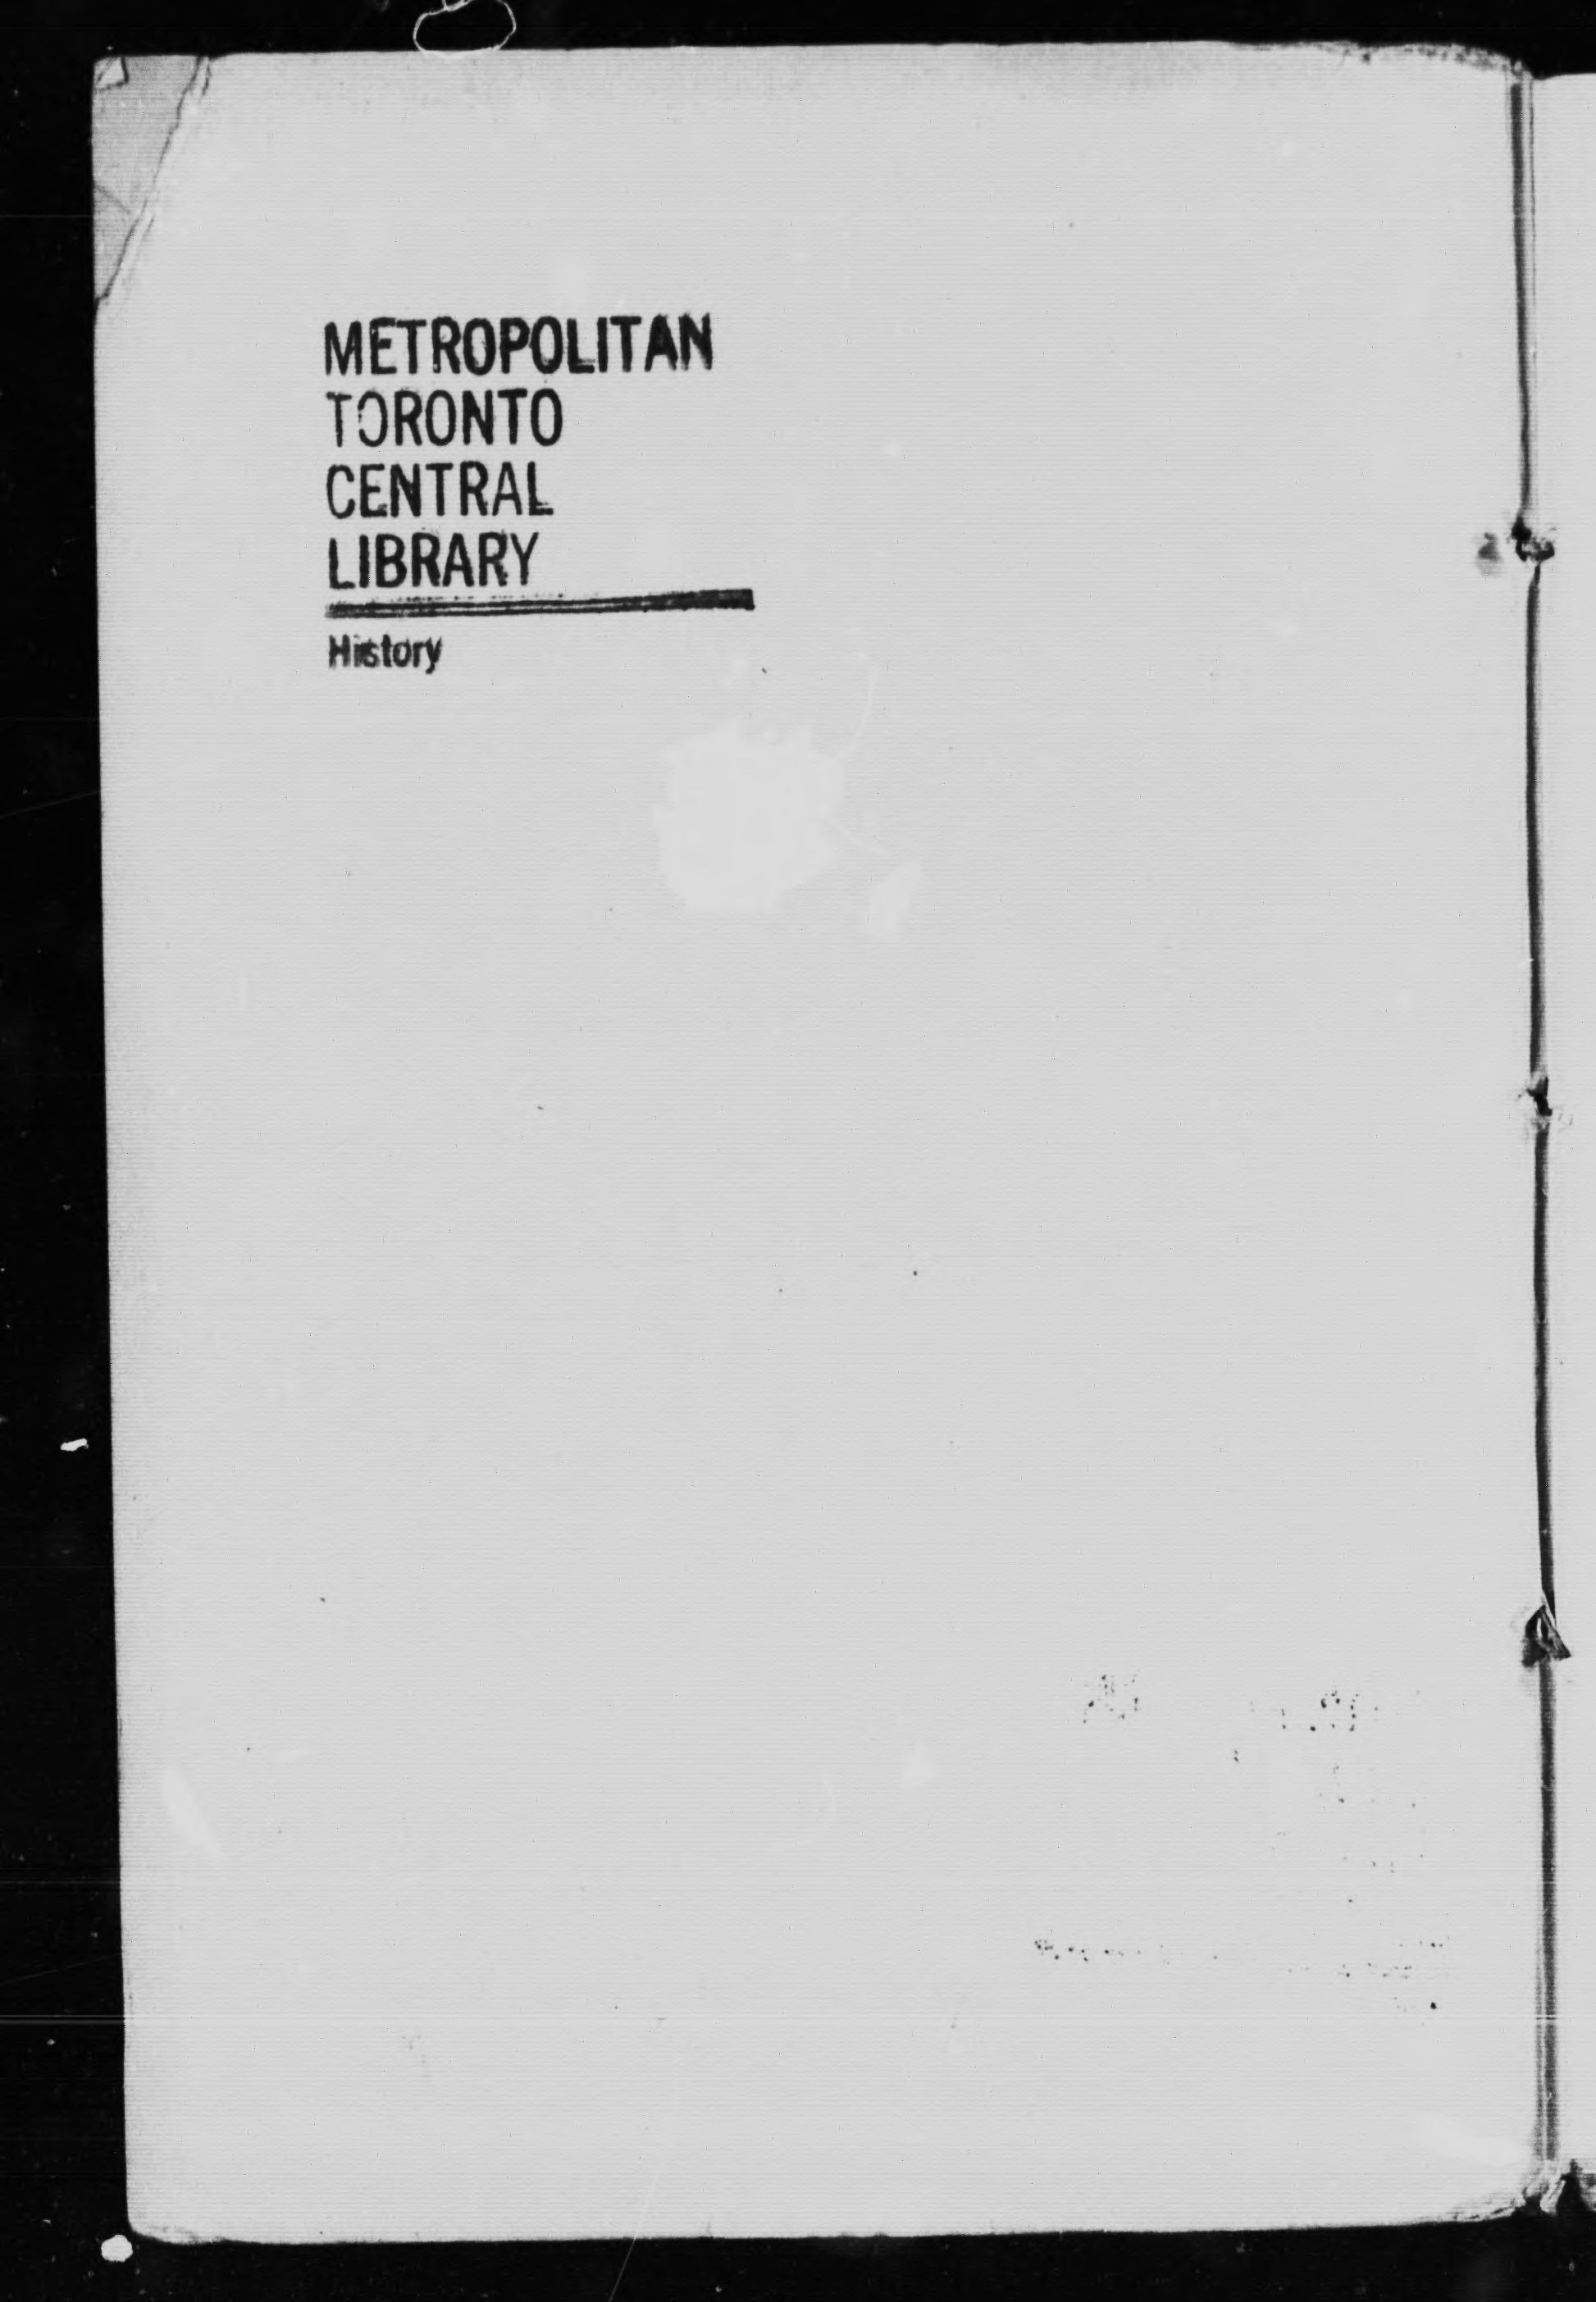 METROPOLITAN
TORONTO
CENTRAL
LIBRARY
History